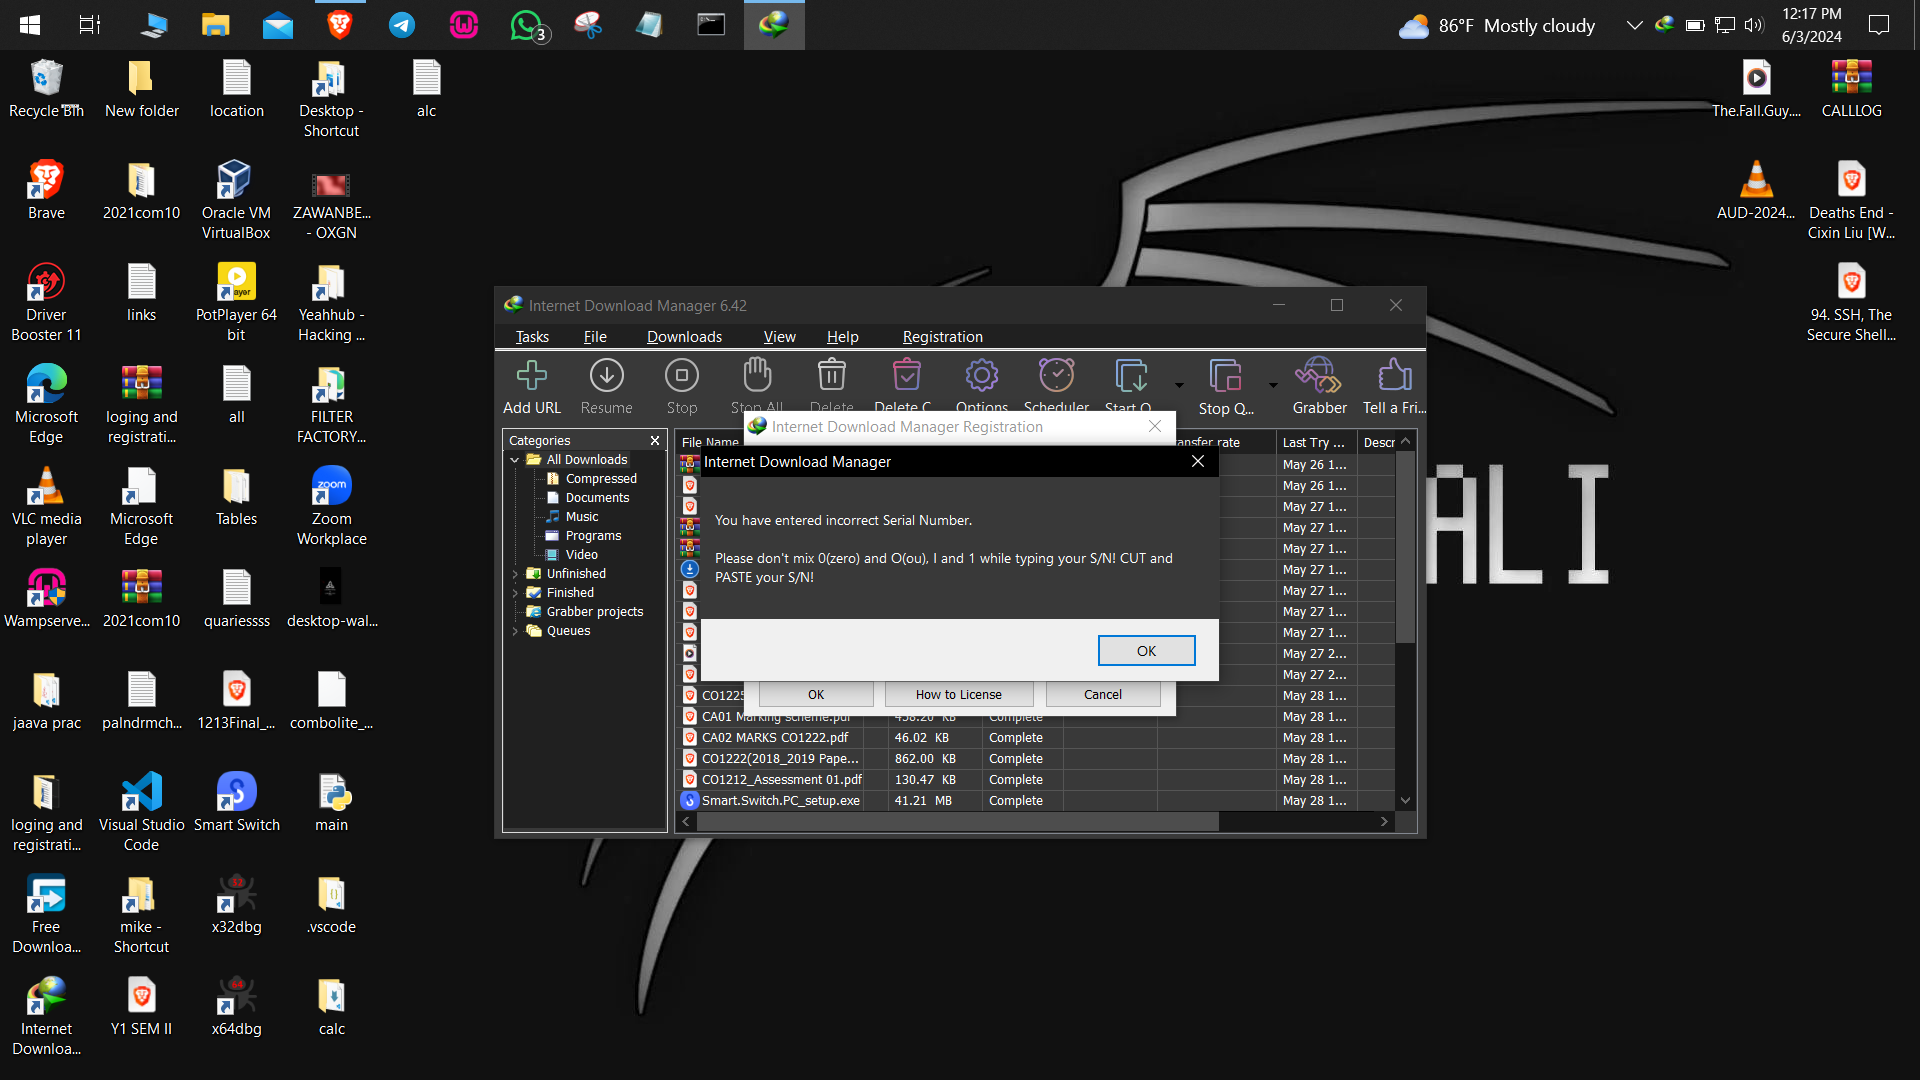 3
86°F Mostly cloudy
12:17 PM
6/3/2024
Recycle Bin
New folder
location
Desktop -
Shortcut
alc
The.Fall.Guy....
CALLLOG
Brave
2021com10
Oracle VM
VirtualBox
ZAWANBE...
- OXGN
AUD-2024...
Deaths End -
Cixin Liu [W...
Driver
Booster 11
links
PotPlayer 64
bit
Yeahhub -
Hacking ...
94. SSH, The
Secure Shell...
Microsoft
Edge
loging and
registrati...
all
FILTER
FACTORY...
VLC media
player
Microsoft
Edge
Tables
zoom
Zoom
Workplace
Wampserve...
2021com10
quariessss
desktop-wal...
jaava prac
palndrmch...
1213Final_...
combolite_...
loging and
registrati...
Visual Studio
Code
Smart Switch
main
Free
Downloa...
mike -
Shortcut
x32dbg
.vscode
Internet
Downloa...
Y1 SEM II
x64dbg
calc
ALI
Internet Download Manager 6.42
Tasks File Downloads View Help Registration
Add URL Resume Stop Stop All Delete Delete C... Options Scheduler Start Q... Stop Q... Grabber Tell a Fri...
Categories
All Downloads
Compressed
Documents
Music
Programs
Video
Unfinished
Finished
Grabber projects
Queues
File Name ansfer rate Last Try ... Descr
May 26 1...
May 26 1...
May 27 1...
May 27 1...
May 27 1...
May 27 1...
May 27 1...
May 27 1...
May 27 1...
May 27 2...
May 27 2...
CO1225 May 28 1...
CA01 Marking scheme.pdf 458.20 KB Complete May 28 1...
CA02 MARKS CO1222.pdf 46.02 KB Complete May 28 1...
CO1222(2018_2019 Pape... 862.00 KB Complete May 28 1...
CO1212_Assessment 01.pdf 130.47 KB Complete May 28 1...
Smart.Switch.PC_setup.exe 41.21 MB Complete May 28 1...
Internet Download Manager Registration
OK How to License Cancel
Internet Download Manager
You have entered incorrect Serial Number.
Please don't mix 0(zero) and O(ou), I and 1 while typing your S/N! CUT and
PASTE your S/N!
OK